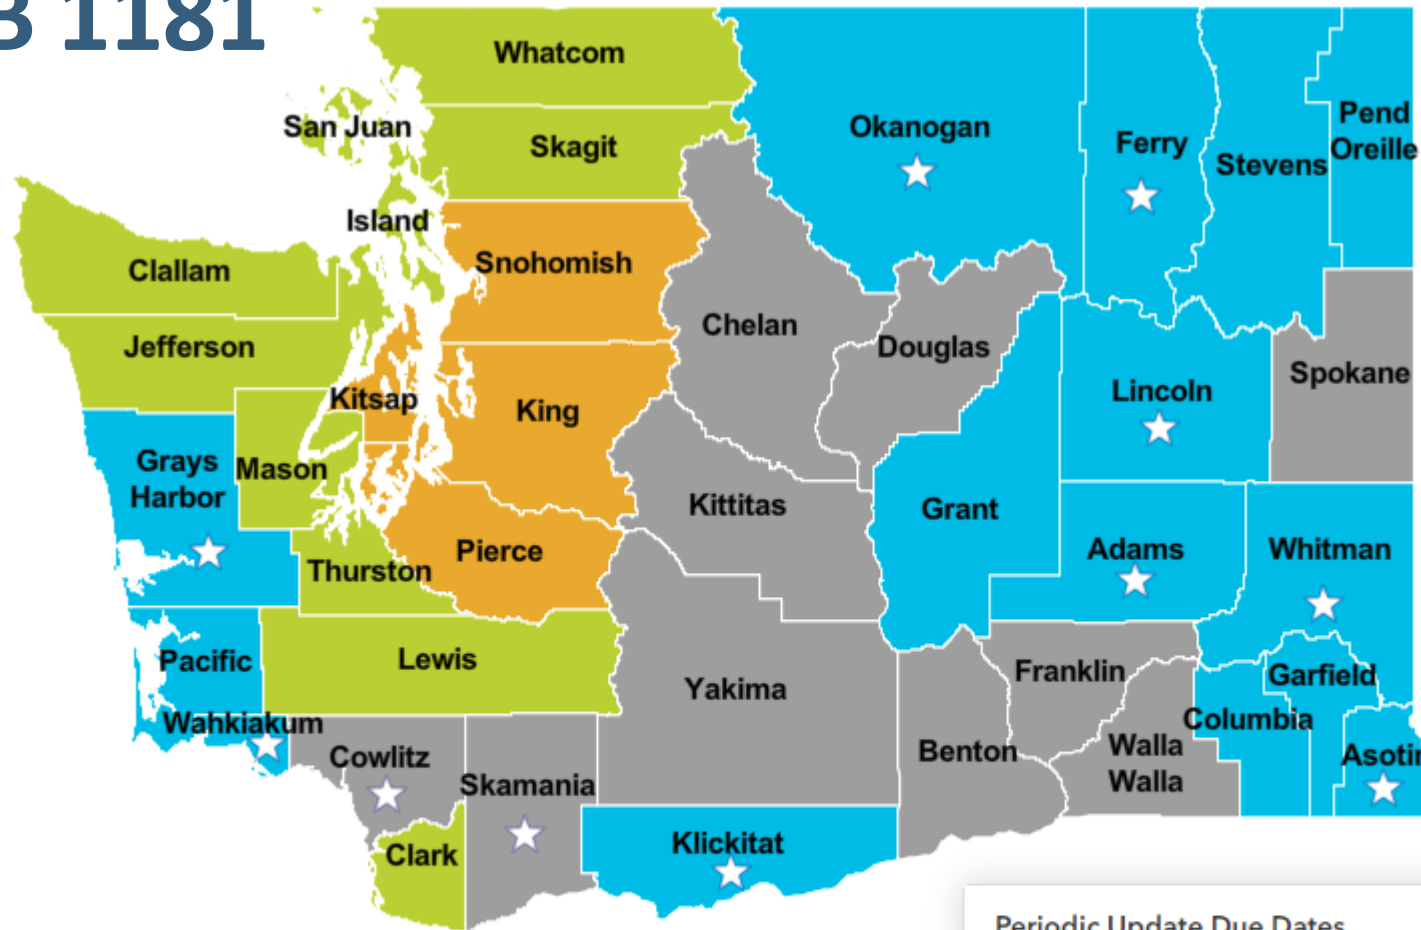 B 1181
Whatcom
San Juan
Skagit
Okanogan
Ferry
Stevens
Pend
Oreille
Island
Clallam
Snohomish
Jefferson
Chelan
Douglas
Spokane
Kitsap
King
Lincoln
Grays
Harbor
Mason
Kittitas
Grant
Adams
Whitman
Thurston
Pierce
Pacific
Lewis
Yakima
Franklin
Garfield
Wahkiakum
Columbia
Cowlitz
Skamania
Benton
Walla
Walla
Asotin
Clark
Klickitat
Periodic Update Due Dates